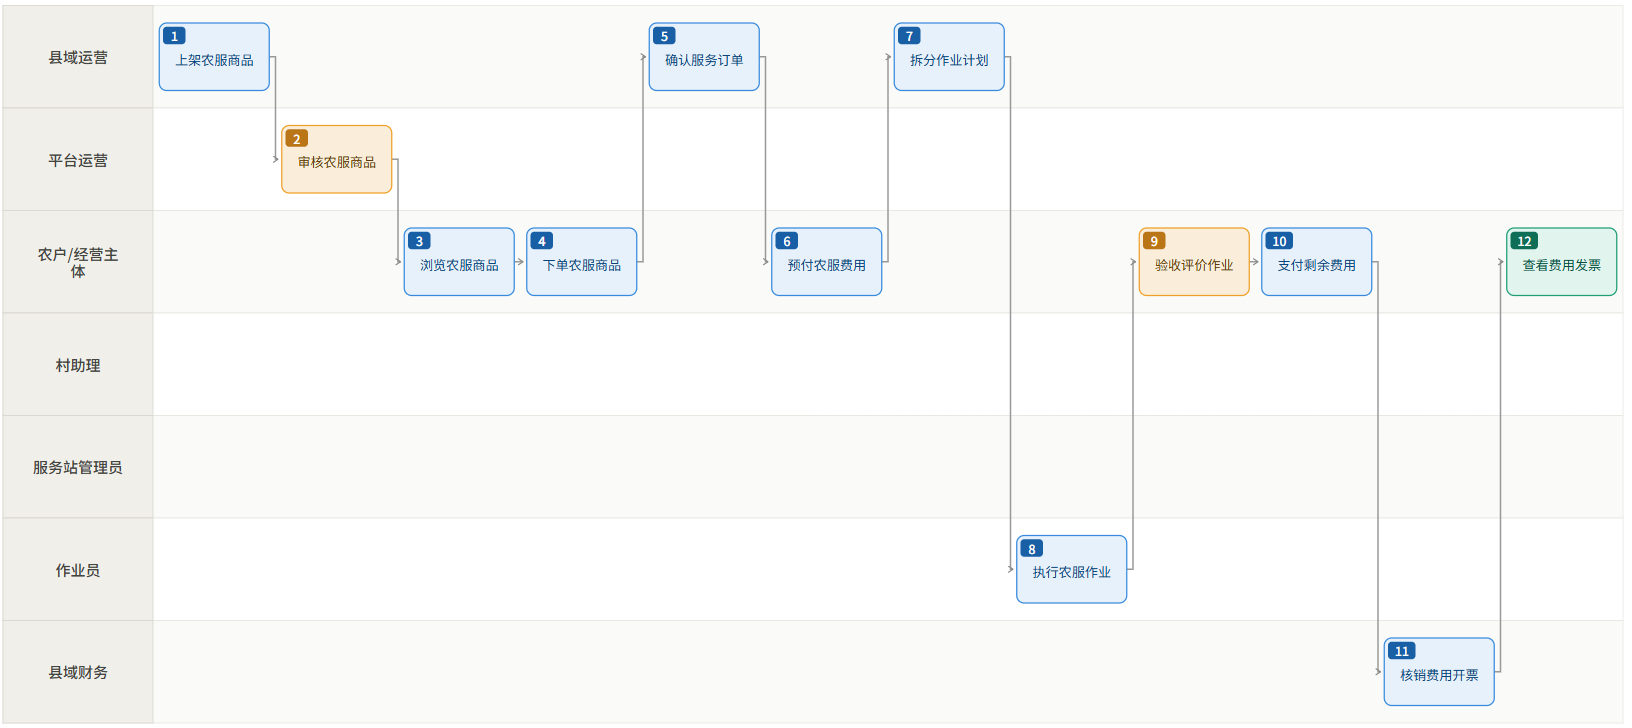 县域运营
1
上架农服商品
5
确认服务订单
7
拆分作业计划
平台运营
2
审核农服商品
农户/经营主
体
3
浏览农服商品
4
下单农服商品
6
预付农服费用
9
验收评价作业
10
支付剩余费用
12
查看费用发票
村助理
服务站管理员
作业员
8
执行农服作业
县域财务
11
核销费用开票